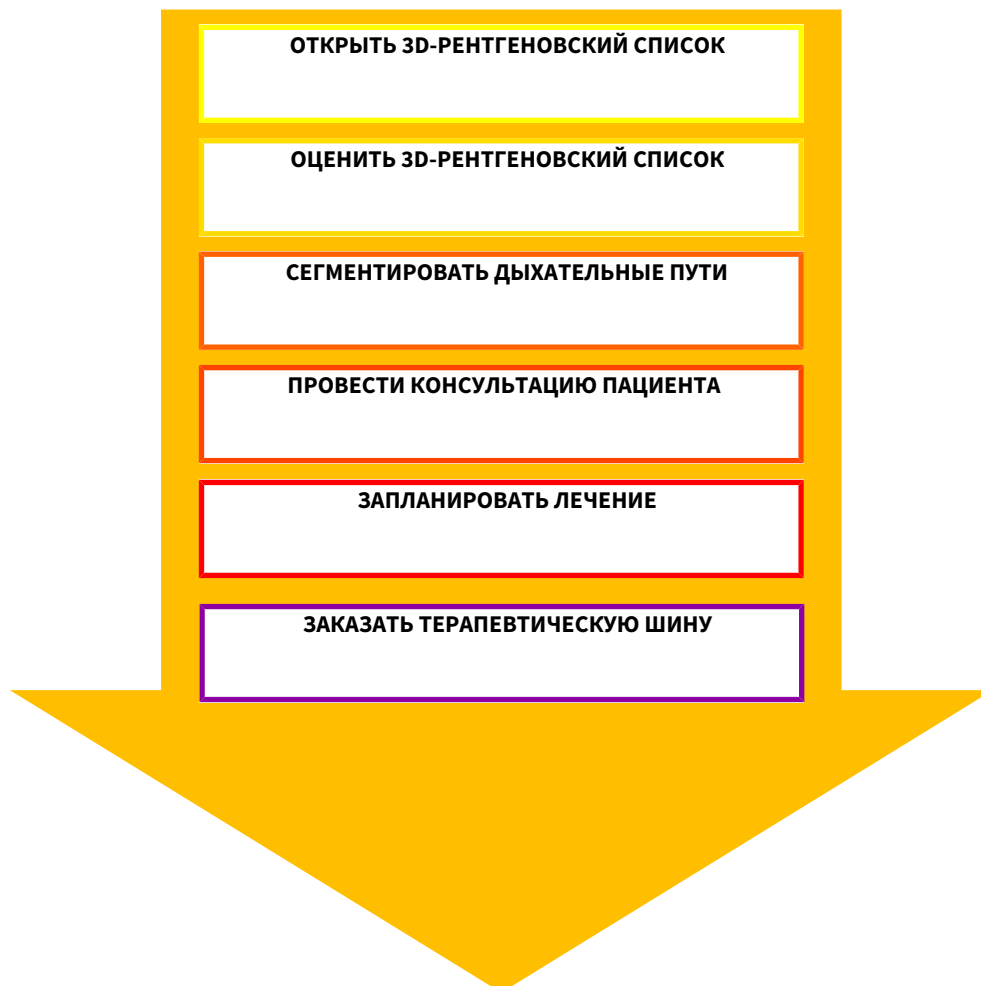 ОТКРЫТЬ 3D-РЕНТГЕНОВСКИЙ СПИСОК
ОЦЕНИТЬ 3D-РЕНТГЕНОВСКИЙ СПИСОК
СЕГМЕНТИРОВАТЬ ДЫХАТЕЛЬНЫЕ ПУТИ
ПРОВЕСТИ КОНСУЛЬТАЦИЮ ПАЦИЕНТА
ЗАПЛАНИРОВАТЬ ЛЕЧЕНИЕ
ЗАКАЗАТЬ ТЕРАПЕВТИЧЕСКУЮ ШИНУ